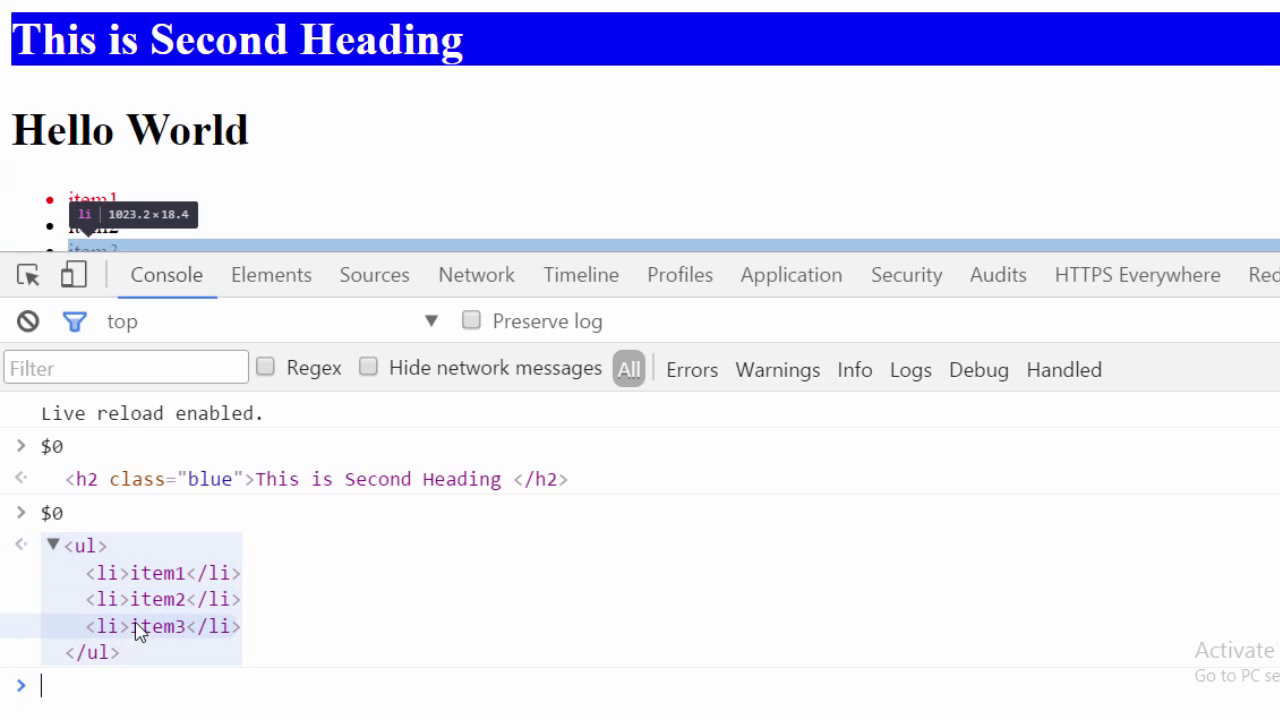 This is Second Heading
Hello World
item1
li 1023.2×18.4
item2
item3
Console Elements Sources Network Timeline Profiles Application Security Audits HTTPS Everywhere Red
top Preserve log
Filter Regex Hide network messages All Errors Warnings Info Logs Debug Handled
Live reload enabled.
> $0
<h2 class="blue">This is Second Heading </h2>
> $0
▼<ul>
<li>item1</li>
<li>item2</li>
<li>item3</li>
</ul>
>
Activate
Go to PC se